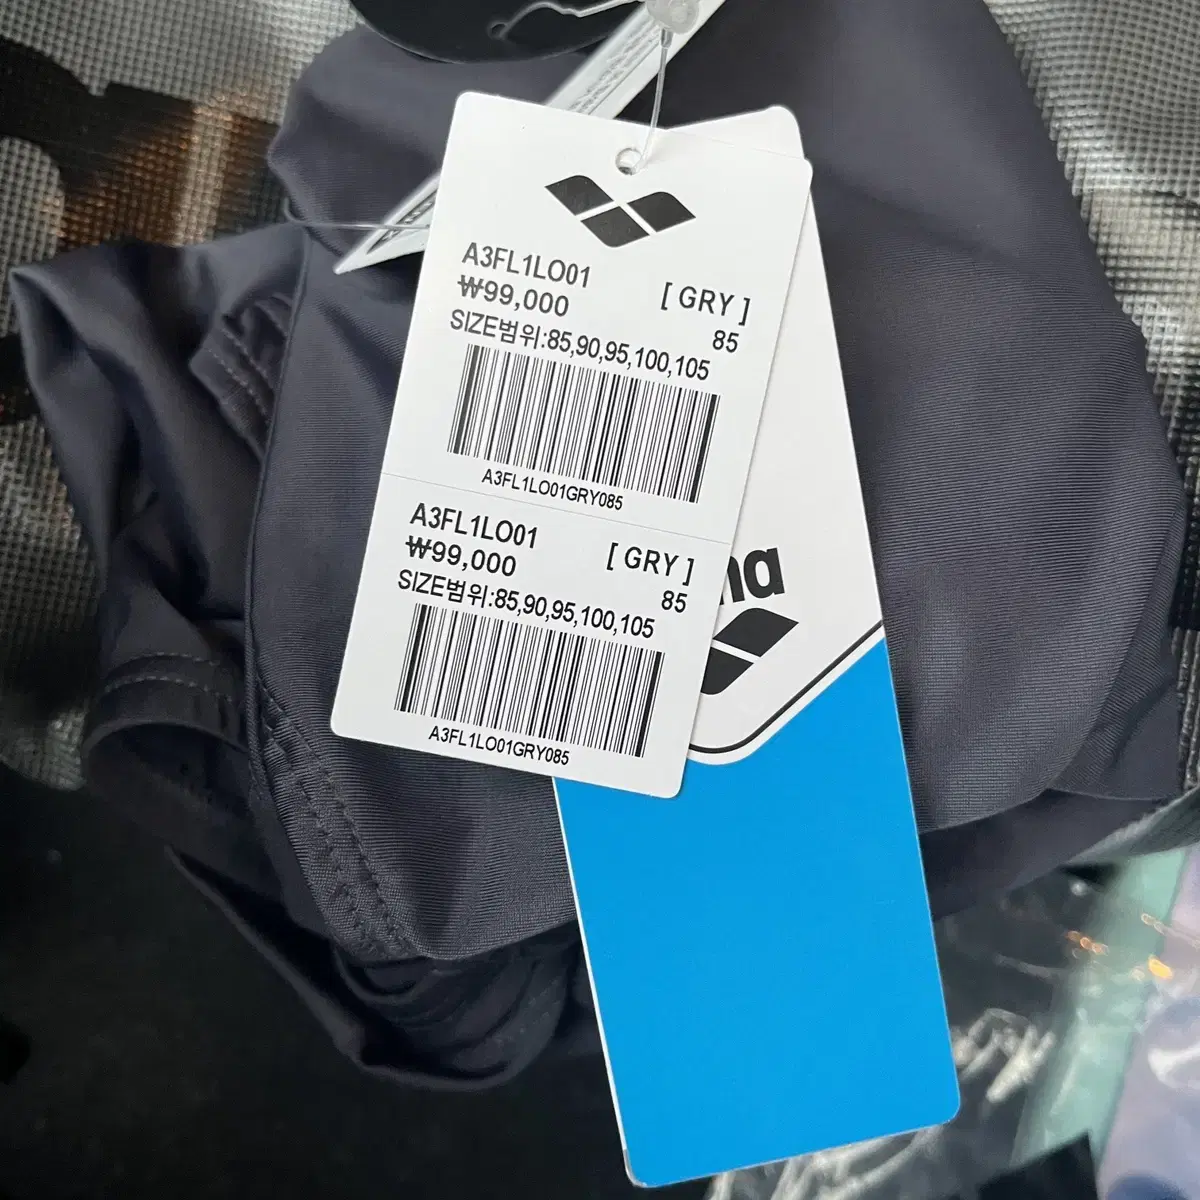 A3FL1LO01
₩99,000
[ GRY ]
SIZE범위:85,90,95,100,105
85
A3FL1LO01GRY085
A3FL1LO01
₩99,000
[ GRY ]
SIZE범위:85,90,95,100,105
85
A3FL1LO01GRY085
na